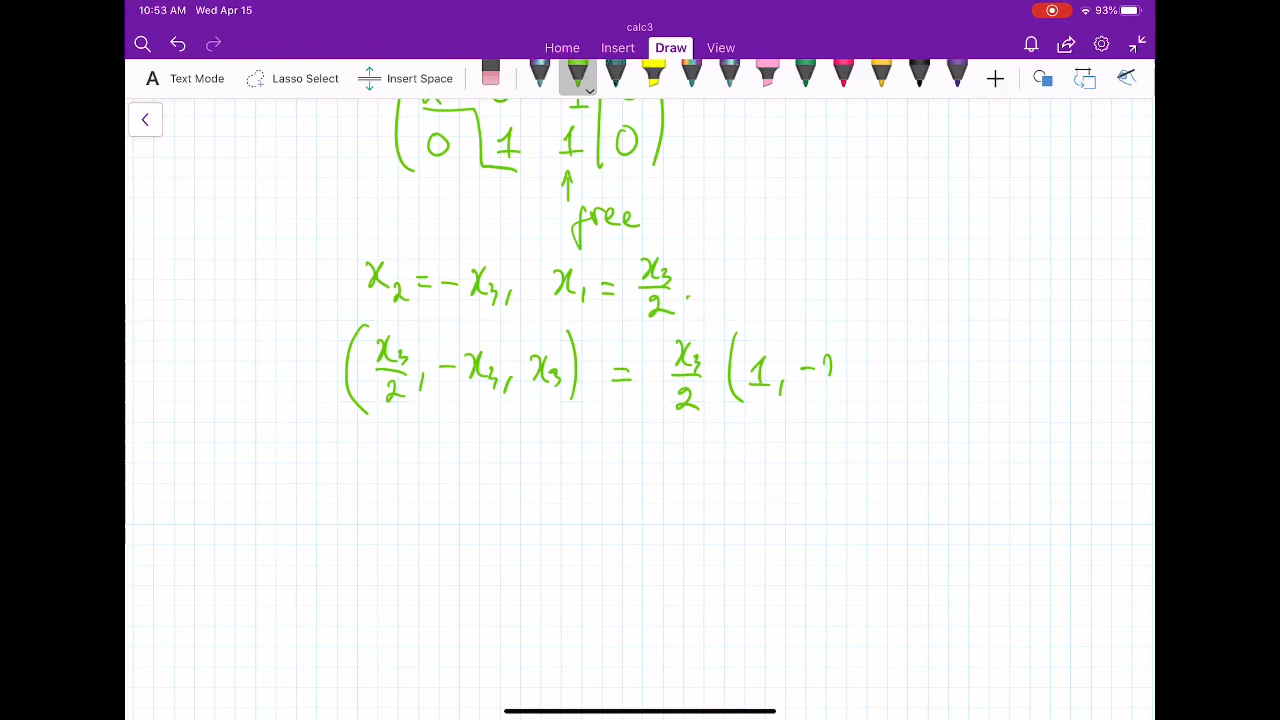 10:53 AM Wed Apr 15
93%
calc3
Home Insert Draw View
A Text Mode Lasso Select Insert Space
0 1 1 | 0
↑
free
x₂ = -x₃, x₁ = x₃/2.
(x₃/2, -x₃, x₃) = x₃/2 (1, -